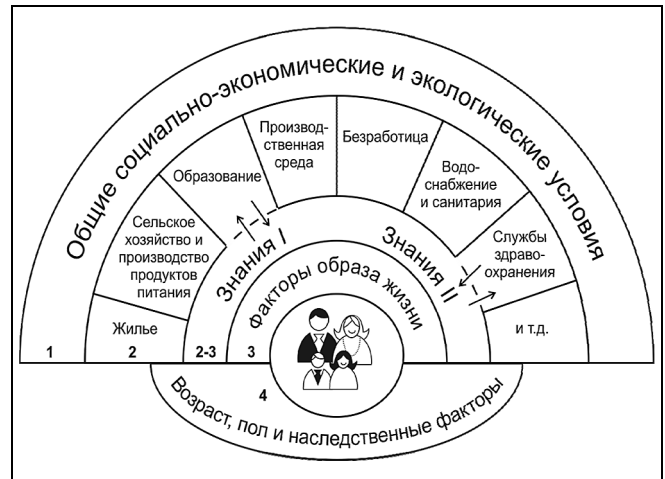 Общие социально-экономические и экологические условия
Производ-
ственная
среда
Безработица
Образование
Водо-
снабжение
и санитария
Сельское
хозяйство и
производство
продуктов
питания
Знания I
Знания II
Службы
здраво-
охранения
Факторы образа жизни
Жилье
и т.д.
1
2
2-3
3
4
Возраст, пол и наследственные факторы